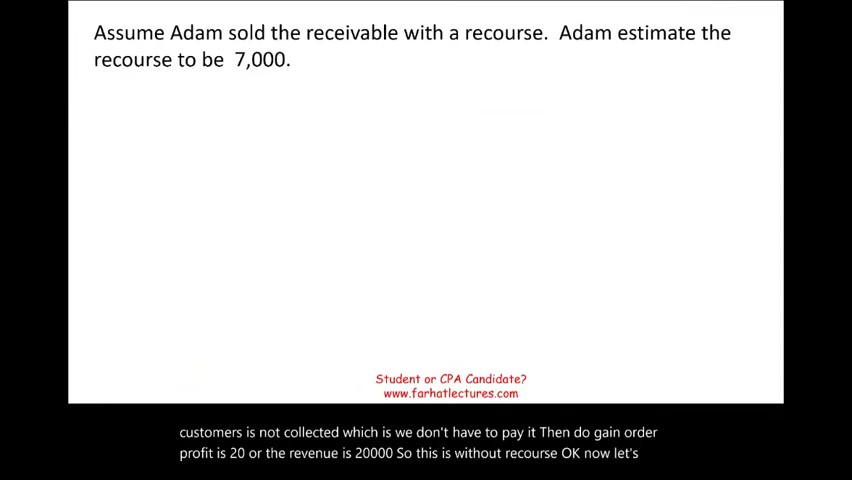 Assume Adam sold the receivable with a recourse.  Adam estimate the
recourse to be  7,000.
Student or CPA Candidate?
www.farhatlectures.com
customers is not collected which is we don't have to pay it Then do gain order
profit is 20 or the revenue is 20000 So this is without recourse OK now let's